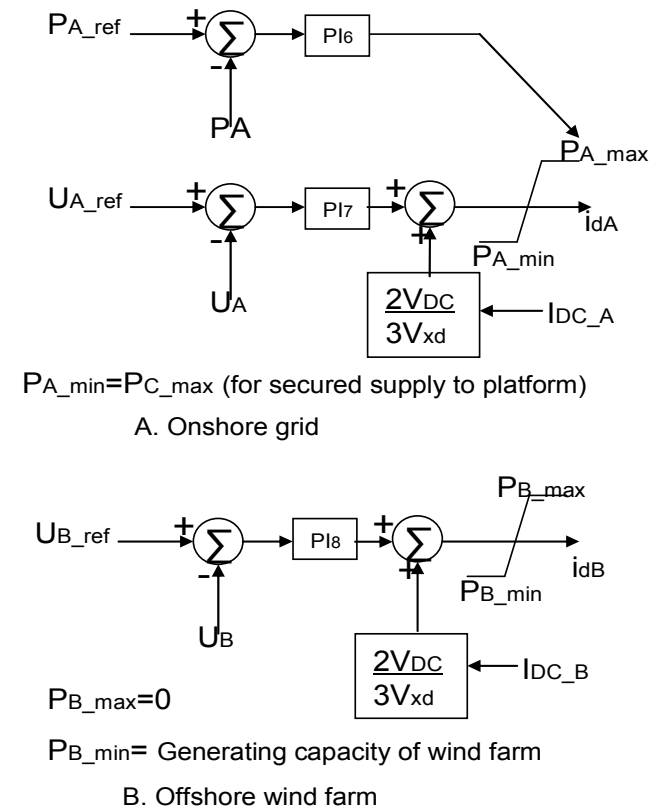 PA_ref
+
Σ
-
PI6
PA
PA_max
UA_ref
+
Σ
-
PI7
+
Σ
+
idA
PA_min
UA
2VDC
3Vxd
IDC_A
PA_min=PC_max (for secured supply to platform)
A. Onshore grid
PB_max
UB_ref
+
Σ
-
PI8
+
Σ
+
idB
PB_min
UB
2VDC
3Vxd
IDC_B
PB_max=0
PB_min= Generating capacity of wind farm
B. Offshore wind farm